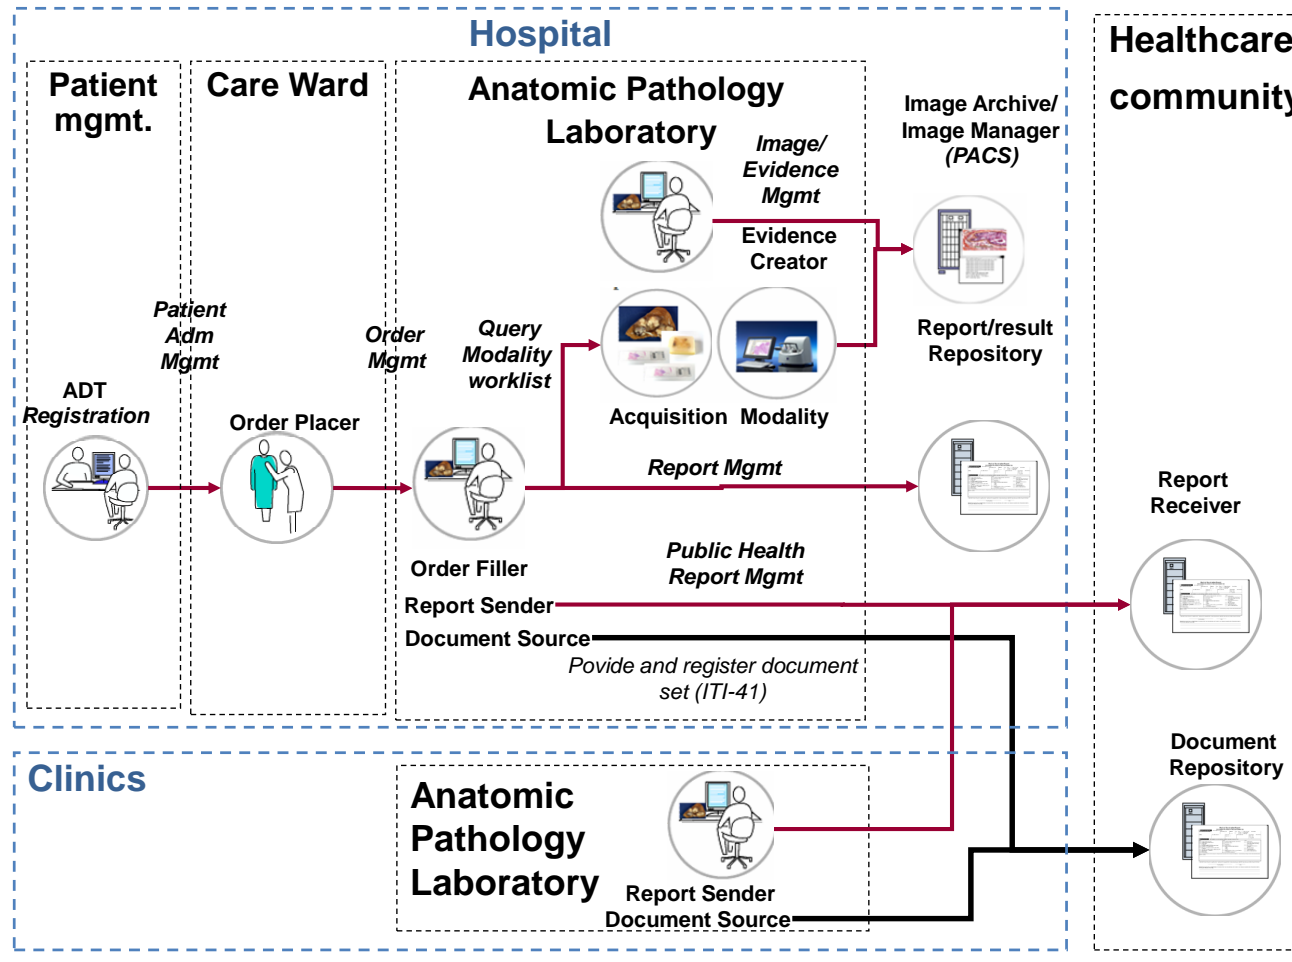 Hospital
Healthcare
community
Patient
mgmt.
Care Ward
Anatomic Pathology
Laboratory
Image Archive/
Image Manager
(PACS)
Image/
Evidence
Mgmt
Evidence
Creator
Patient
Adm
Mgmt
Order
Mgmt
Query
Modality
worklist
Report/result
Repository
ADT
Registration
Order Placer
Acquisition
Modality
Report Mgmt
Report
Receiver
Order Filler
Public Health
Report Mgmt
Report Sender
Document Source
Povide and register document
set (ITI-41)
Document
Repository
Clinics
Anatomic
Pathology
Laboratory
Report Sender
Document Source